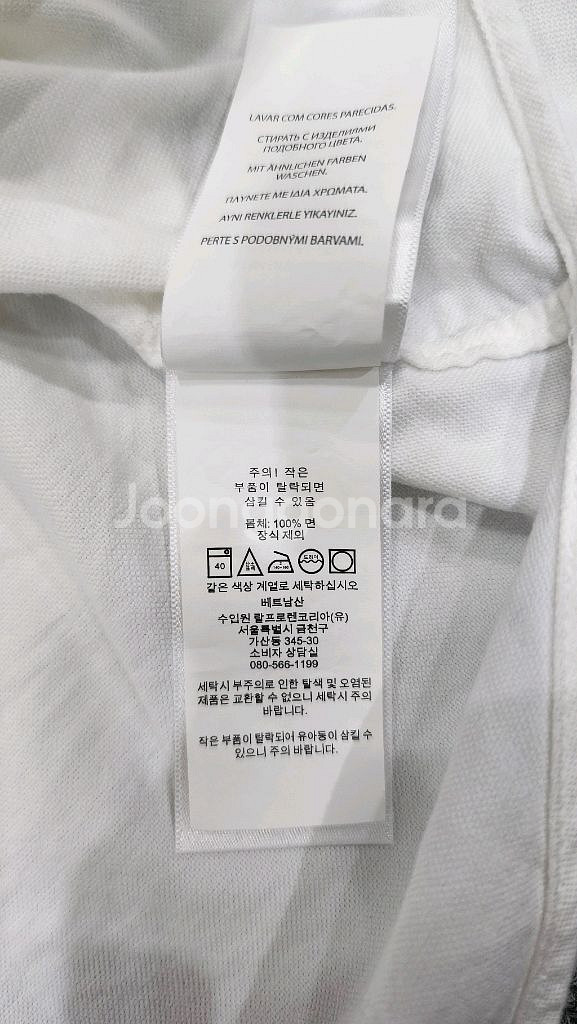 LAVAR COM CORES PARECIDAS.
СТИРАТЬ С ИЗДЕЛИЯМИ
ПОДОБНОГО ЦВЕТА.
MIT ÄHNLICHEN FARBEN
WASCHEN.
ΠΛΥΝΕΤΕ ΜΕ ΙΔΙΑ ΧΡΩΜΑΤΑ.
AYNI RENKLERLE YIKAYINIZ.
PERTE S PODOBNÝMI BARVAMI.
주의! 작은
부품이 탈락되면
삼킬 수 있음
Joonggonara
몸체: 100% 면
장식 제외
40
같은 색상 계열로 세탁하십시오
베트남산
수입원 랄프로렌코리아(유)
서울특별시 금천구
가산동 345-30
소비자 상담실
080-566-1199
세탁시 부주의로 인한 탈색 및 오염된
제품은 교환할 수 없으니 세탁시 주의
바랍니다.
작은 부품이 탈락되어 유아동이 삼킬 수
있으니 주의 바랍니다.